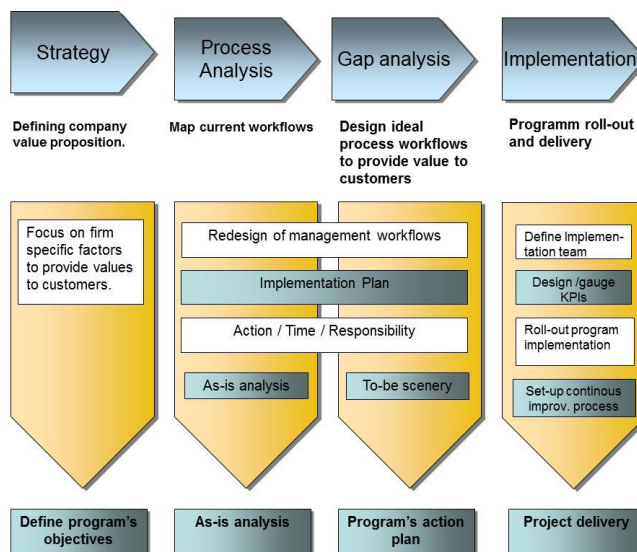 Strategy
Process
Analysis
Gap analysis
Implementation
Defining company
value proposition.
Map current workflows
Design ideal
process workflows
to provide value to
customers
Programm roll-out
and delivery
Focus on firm
specific factors
to provide values
to customers.
Redesign of management workflows
Implementation Plan
Action / Time / Responsibility
As-is analysis
To-be scenery
Define Implemen-
tation team
Design /gauge
KPIs
Roll-out program
implementation
Set-up continous
improv. process
Define program's
objectives
As-is analysis
Program's action
plan
Project delivery